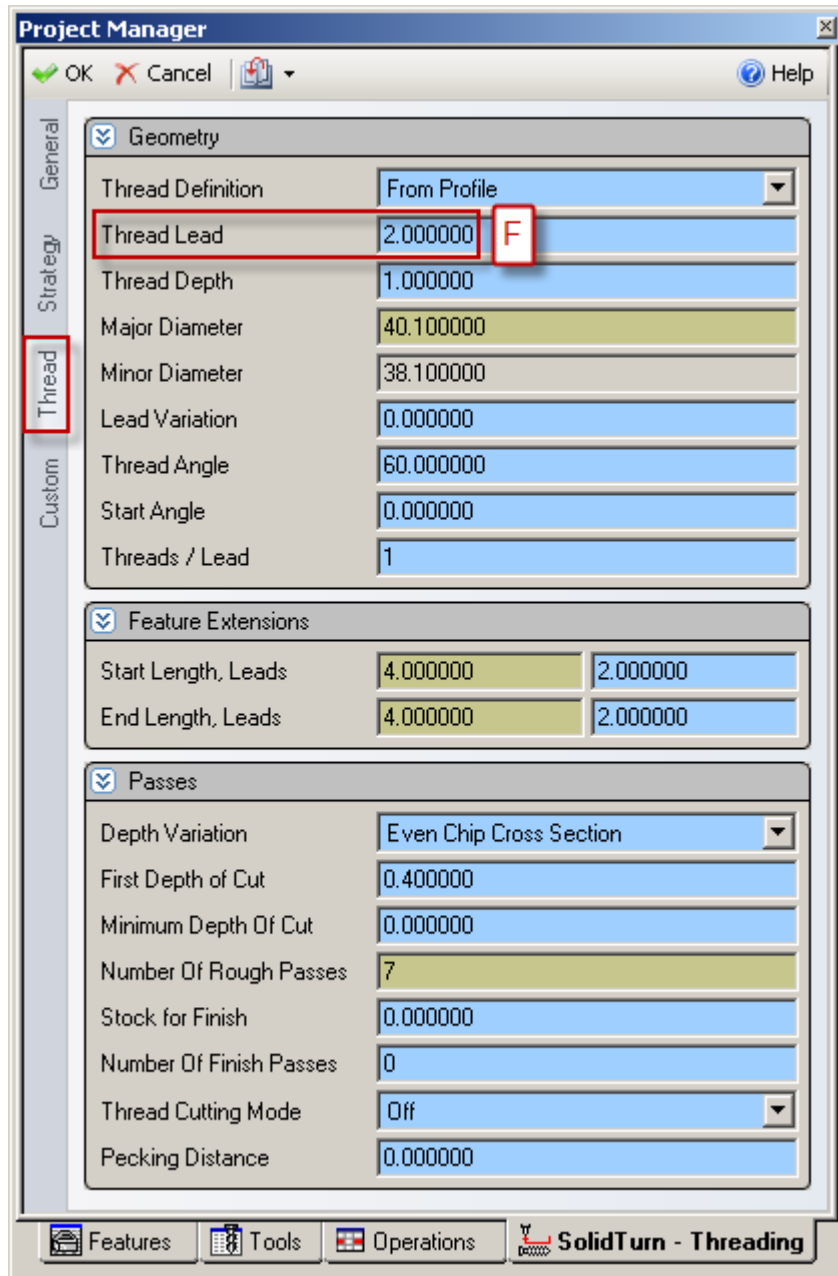 Project Manager
OK Cancel Help
General
Strategy
Thread
Custom
Geometry
Thread Definition From Profile
Thread Lead 2.000000 F
Thread Depth 1.000000
Major Diameter 40.100000
Minor Diameter 38.100000
Lead Variation 0.000000
Thread Angle 60.000000
Start Angle 0.000000
Threads / Lead 1
Feature Extensions
Start Length, Leads 4.000000 2.000000
End Length, Leads 4.000000 2.000000
Passes
Depth Variation Even Chip Cross Section
First Depth of Cut 0.400000
Minimum Depth Of Cut 0.000000
Number Of Rough Passes 7
Stock for Finish 0.000000
Number Of Finish Passes 0
Thread Cutting Mode Off
Pecking Distance 0.000000
Features Tools Operations SolidTurn - Threading